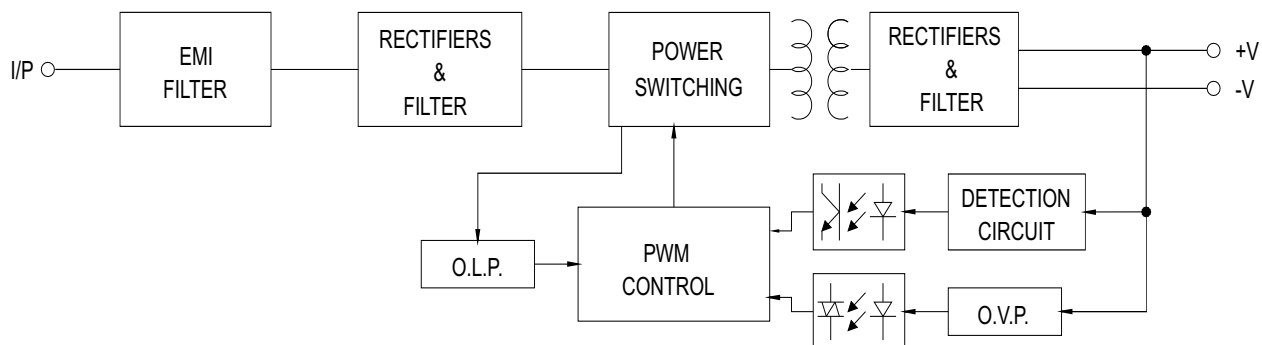 I/P
EMI
FILTER
RECTIFIERS
&
FILTER
POWER
SWITCHING
RECTIFIERS
&
FILTER
+V
-V
O.L.P.
PWM
CONTROL
DETECTION
CIRCUIT
O.V.P.